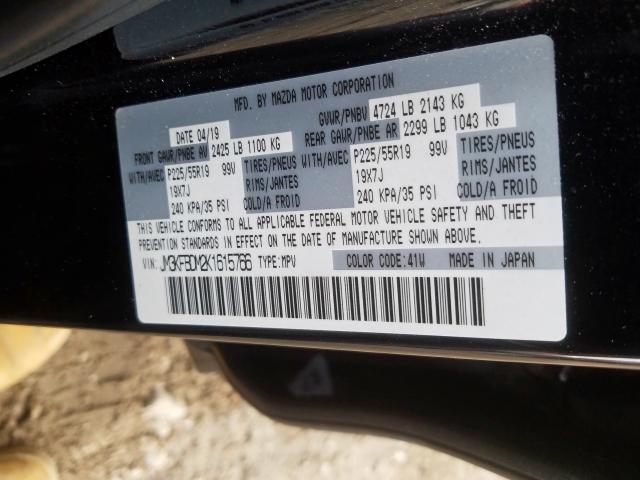 MFD. BY MAZDA MOTOR CORPORATION
DATE 04/19 GVWR/PNBV 4724 LB 2143 KG
FRONT GAWR/PNBE AV 2425 LB 1100 KG REAR GAWR/PNBE AR 2299 LB 1043 KG
WITH/AVEC P225/55R19 99V TIRES/PNEUS WITH/AVEC P225/55R19 99V TIRES/PNEUS
19X7J RIMS/JANTES 19X7J RIMS/JANTES
240 KPA/35 PSI COLD/A FROID 240 KPA/35 PSI COLD/A FROID
THIS VEHICLE CONFORMS TO ALL APPLICABLE FEDERAL MOTOR VEHICLE SAFETY AND THEFT
PREVENTION STANDARDS IN EFFECT ON THE DATE OF MANUFACTURE SHOWN ABOVE.
VIN: JM3KFBDM2K1615766 TYPE:MPV COLOR CODE:41W MADE IN JAPAN